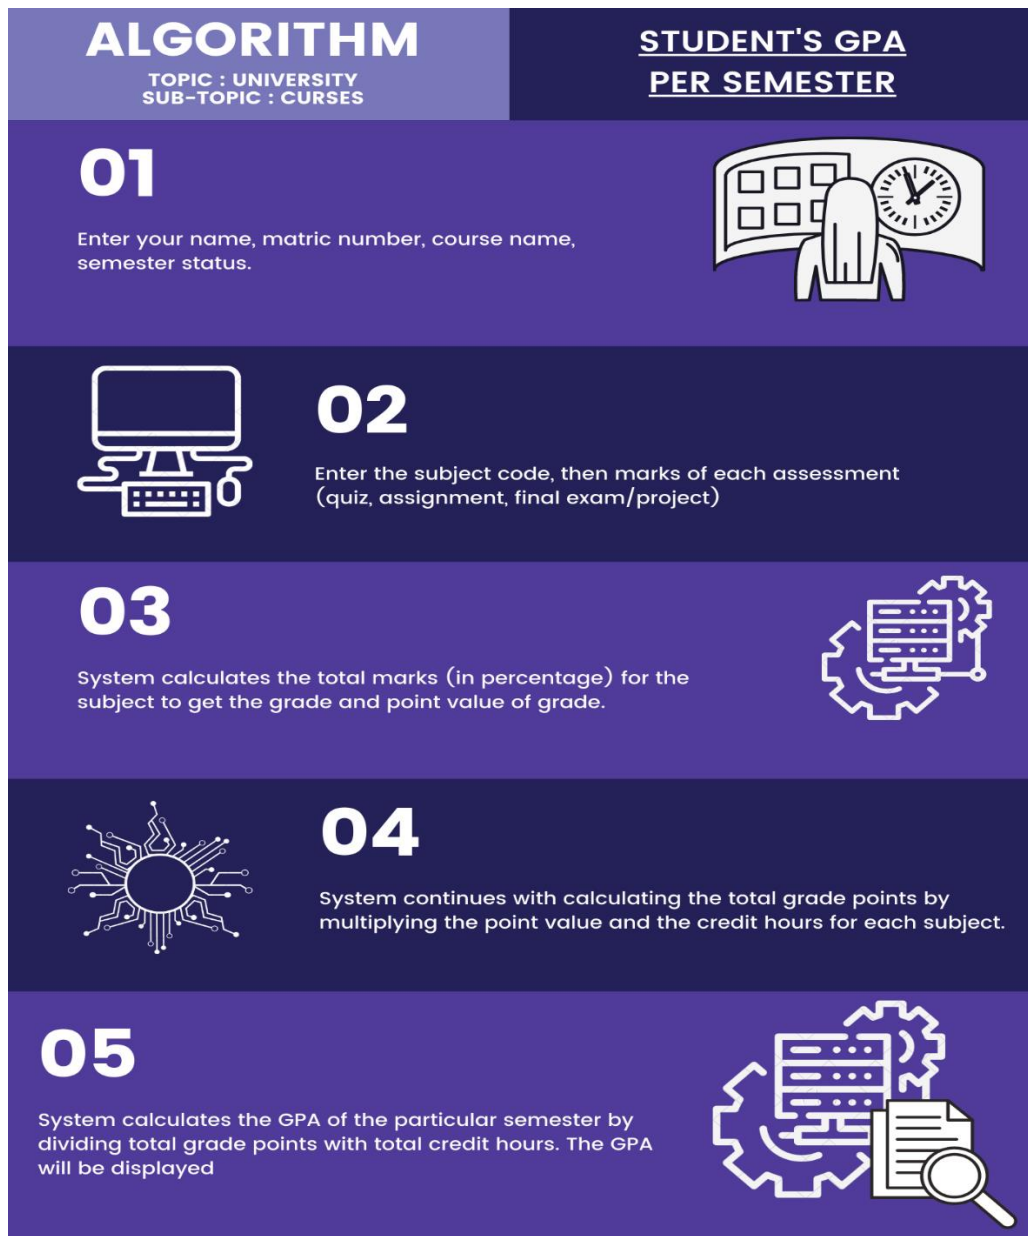 ALGORITHM
TOPIC : UNIVERSITY
SUB-TOPIC : CURSES
STUDENT'S GPA
PER SEMESTER
01
Enter your name, matric number, course name,
semester status.
02
Enter the subject code, then marks of each assessment
(quiz, assignment, final exam/project)
03
System calculates the total marks (in percentage) for the
subject to get the grade and point value of grade.
04
System continues with calculating the total grade points by
multiplying the point value and the credit hours for each subject.
05
System calculates the GPA of the particular semester by
dividing total grade points with total credit hours. The GPA
will be displayed